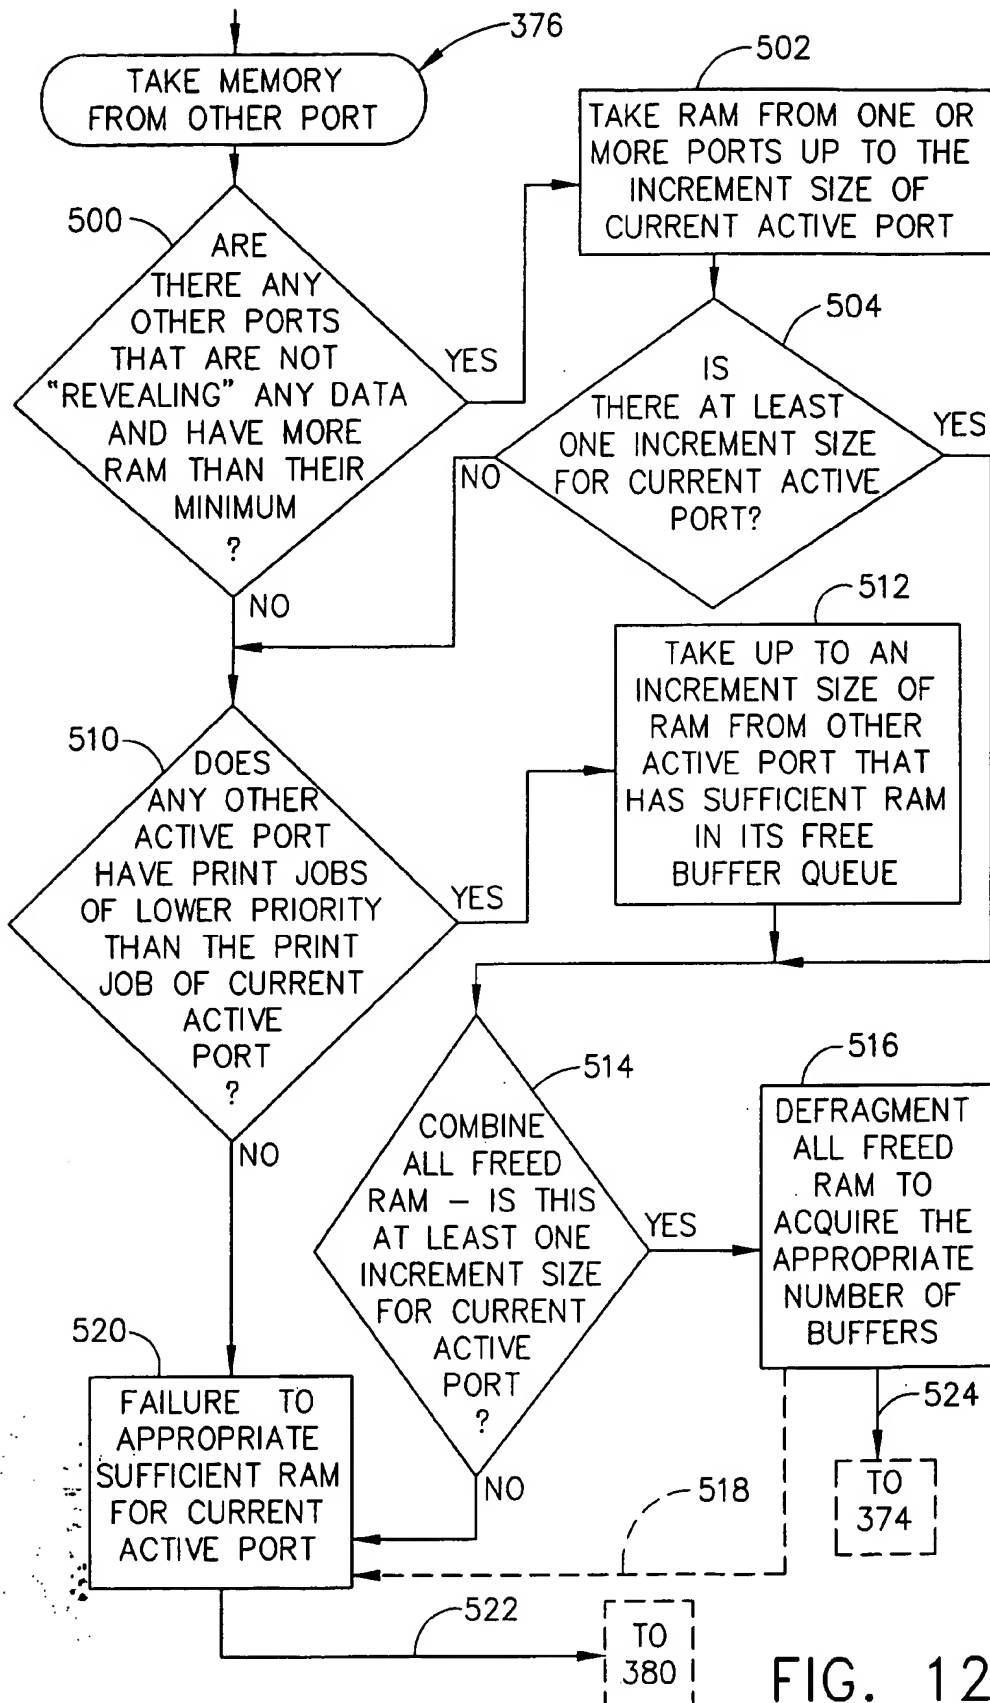 376
TAKE MEMORY
FROM OTHER PORT
502
TAKE RAM FROM ONE OR
MORE PORTS UP TO THE
INCREMENT SIZE OF
CURRENT ACTIVE PORT
500
ARE
THERE ANY
OTHER PORTS
THAT ARE NOT
"REVEALING" ANY DATA
AND HAVE MORE
RAM THAN THEIR
MINIMUM
?
YES
NO
504
IS
THERE AT LEAST
ONE INCREMENT SIZE
FOR CURRENT ACTIVE
PORT?
YES
NO
512
TAKE UP TO AN
INCREMENT SIZE OF
RAM FROM OTHER
ACTIVE PORT THAT
HAS SUFFICIENT RAM
IN ITS FREE
BUFFER QUEUE
510
DOES
ANY OTHER
ACTIVE PORT
HAVE PRINT JOBS
OF LOWER PRIORITY
THAN THE PRINT
JOB OF CURRENT
ACTIVE
PORT
?
YES
NO
514
COMBINE
ALL FREED
RAM – IS THIS
AT LEAST ONE
INCREMENT SIZE
FOR CURRENT
ACTIVE
PORT
?
YES
NO
516
DEFRAGMENT
ALL FREED
RAM TO
ACQUIRE THE
APPROPRIATE
NUMBER OF
BUFFERS
520
FAILURE TO
APPROPRIATE
SUFFICIENT RAM
FOR CURRENT
ACTIVE PORT
518
524
TO
374
522
TO
380
FIG. 12